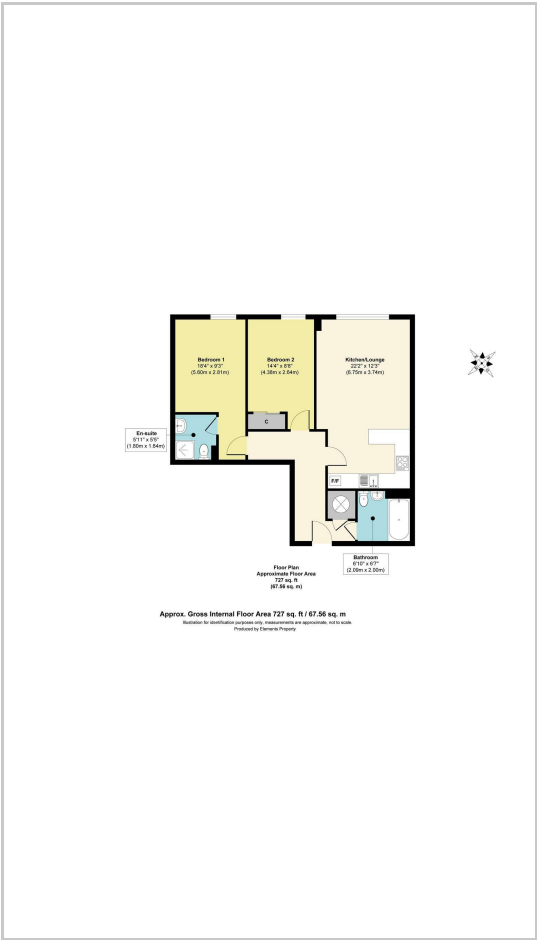 Bedroom 1
18'4" x 9'3"
(5.60m x 2.81m)
Bedroom 2
14'4" x 8'8"
(4.38m x 2.64m)
Kitchen/Lounge
22'2" x 12'3"
(6.75m x 3.74m)
C
En-suite
5'11" x 5'5"
(1.80m x 1.64m)
F/F
Bathroom
6'10" x 6'7"
(2.09m x 2.00m)
Floor Plan
Approximate Floor Area
727 sq. ft
(67.56 sq. m)
Approx. Gross Internal Floor Area 727 sq. ft / 67.56 sq. m
Illustration for identification purposes only, measurements are approximate, not to scale.
Produced by Elements Property